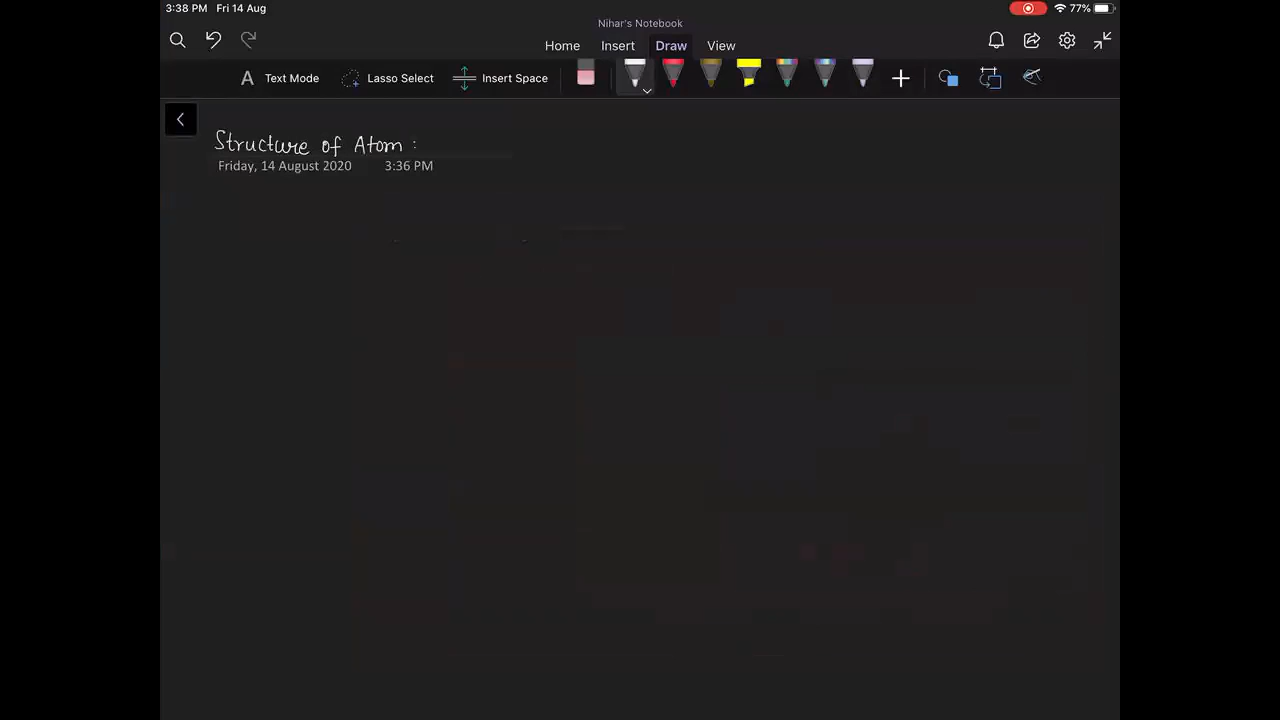 3:38 PM Fri 14 Aug 77%
Nihar's Notebook
Home Insert Draw View
A Text Mode Lasso Select Insert Space
Structure of Atom :
Friday, 14 August 2020 3:36 PM